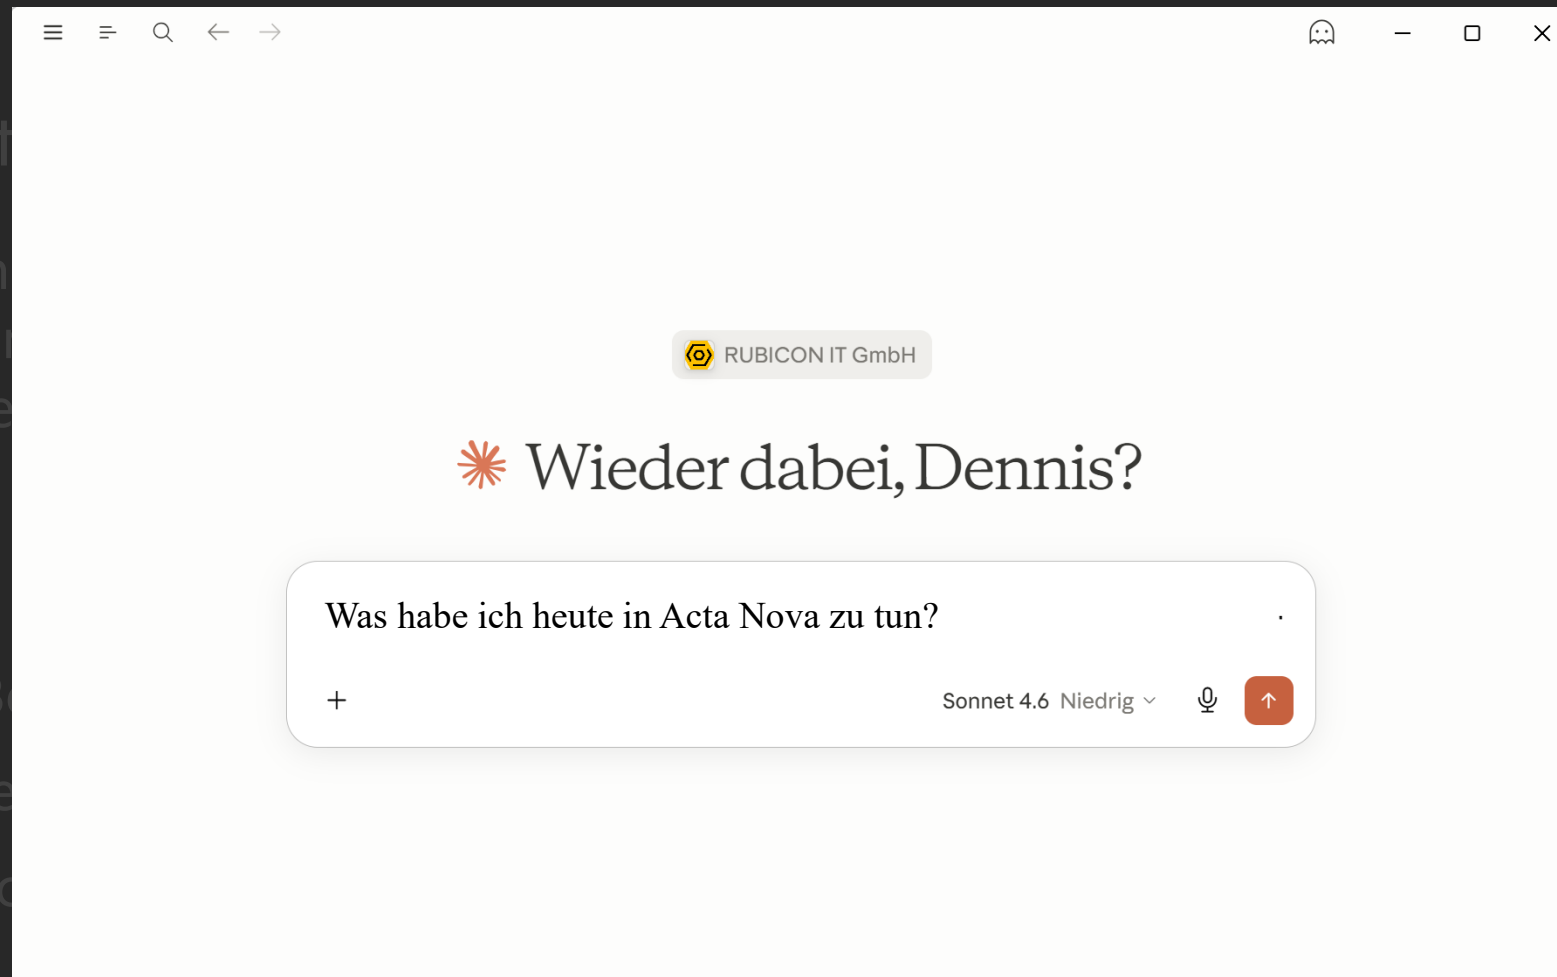 RUBICON IT GmbH
Wieder dabei, Dennis?
Was habe ich heute in Acta Nova zu tun?
Sonnet 4.6 Niedrig